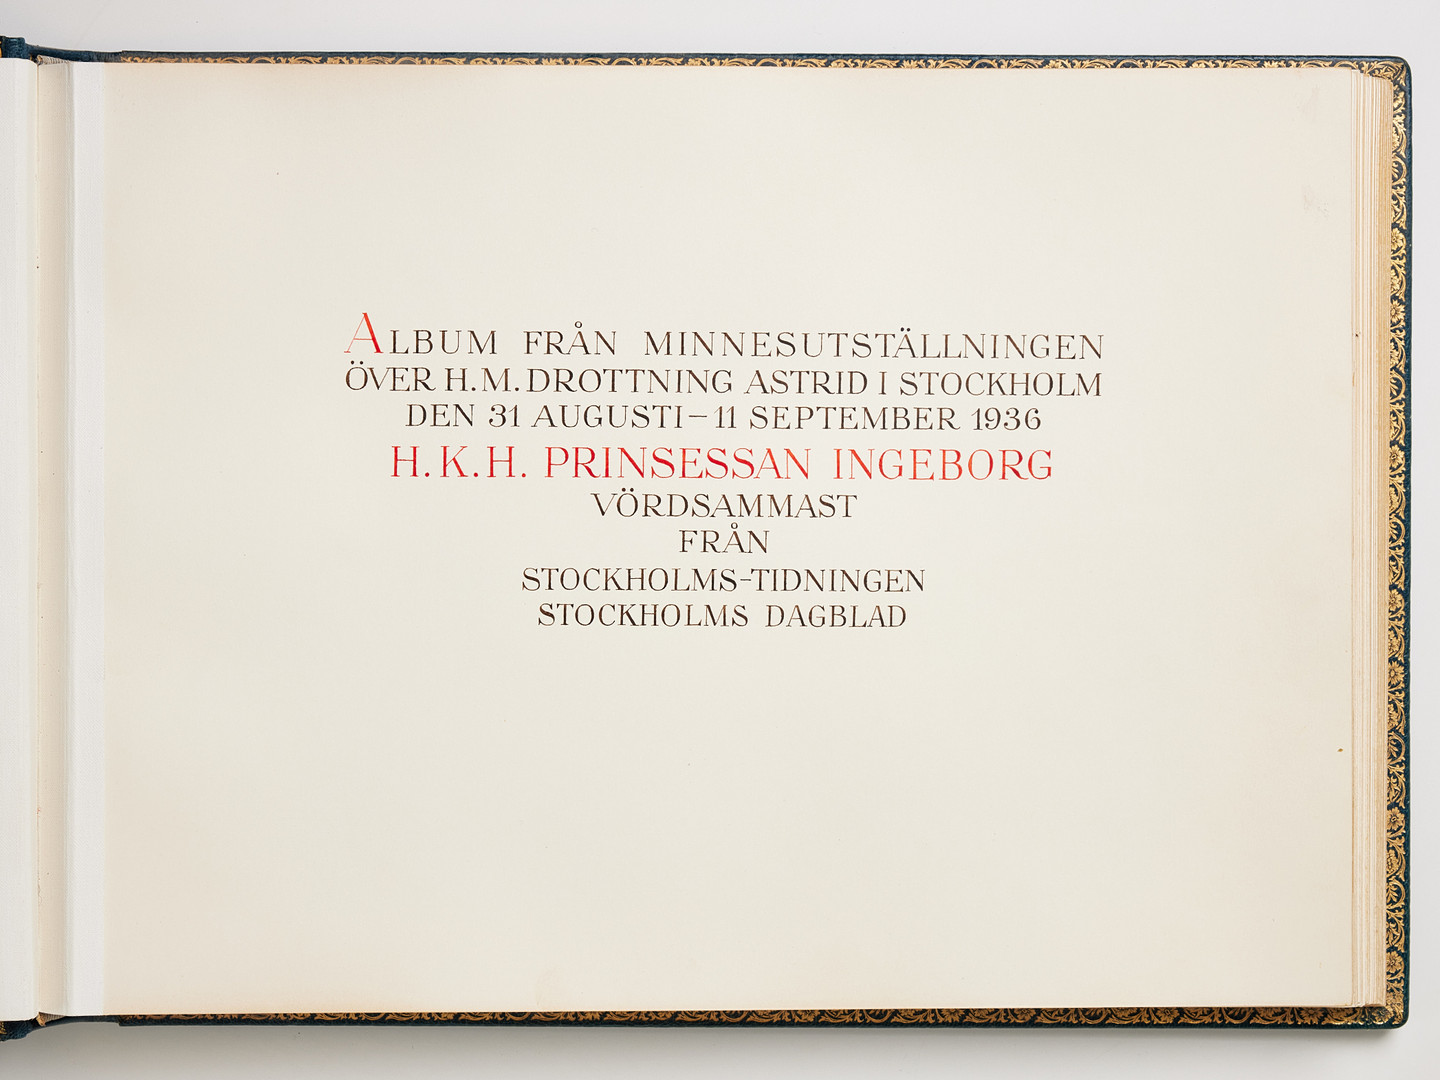 ALBUM FRÅN MINNESUTSTÄLLNINGEN
ÖVER H.M. DROTTNING ASTRID I STOCKHOLM
DEN 31 AUGUSTI–11 SEPTEMBER 1936
H.K.H. PRINSESSAN INGEBORG
VÖRDSAMMAST
FRÅN
STOCKHOLMS-TIDNINGEN
STOCKHOLMS DAGBLAD